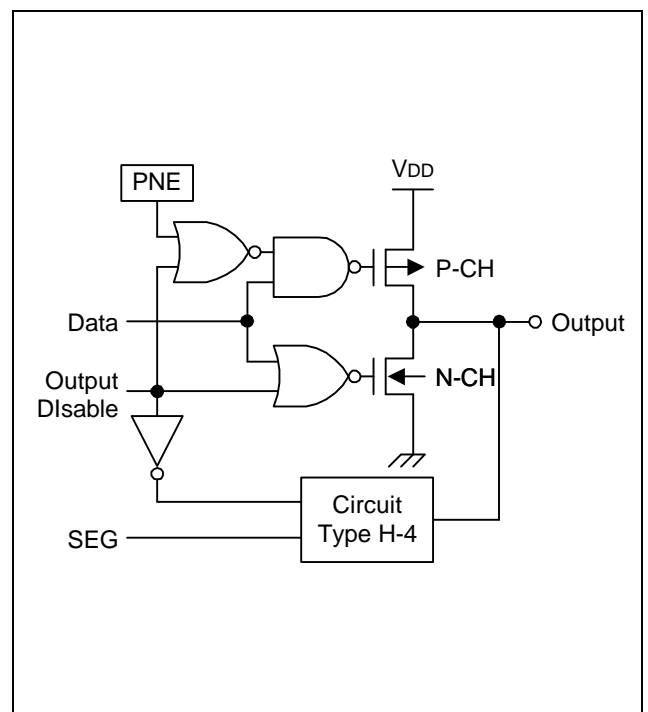 PNE
VDD
P-CH
Data
Output
Output
DIsable
N-CH
Circuit
Type H-4
SEG